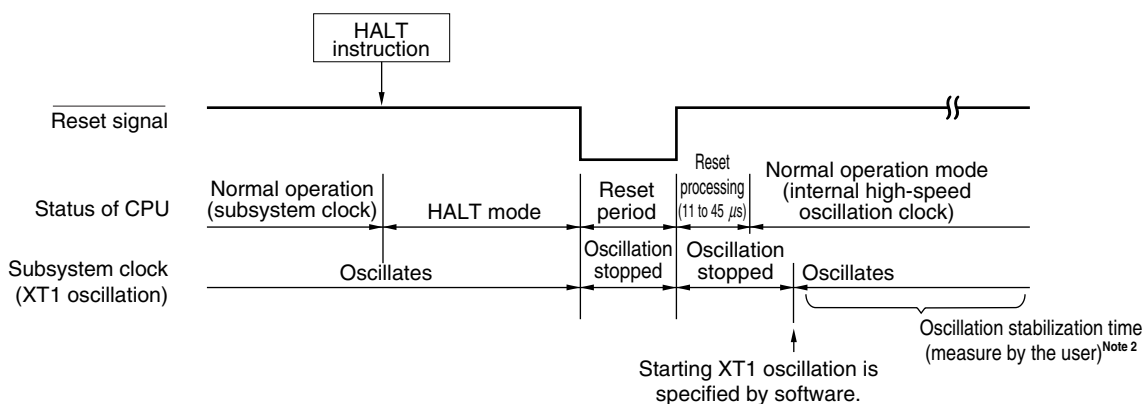 HALT
instruction
Reset signal
Status of CPU
Normal operation
(subsystem clock)
HALT mode
Reset
period
Reset
processing
(11 to 45 μs)
Normal operation mode
(internal high-speed
oscillation clock)
Subsystem clock
(XT1 oscillation)
Oscillates
Oscillation
stopped
Oscillation
stopped
Oscillates
Oscillation stabilization time
(measure by the user)Note 2
Starting XT1 oscillation is
specified by software.